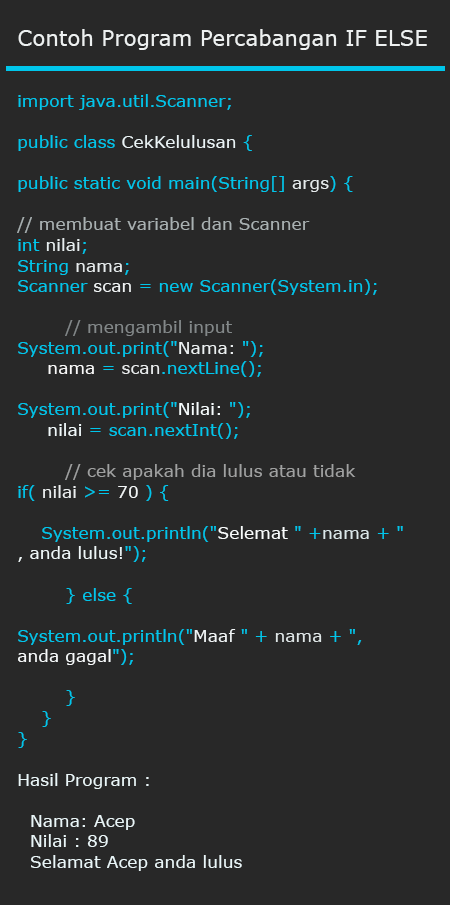 Contoh Program Percabangan IF ELSE
import java.util.Scanner;
public class CekKelulusan {
public static void main(String[] args) {
// membuat variabel dan Scanner
int nilai;
String nama;
Scanner scan = new Scanner(System.in);
// mengambil input
System.out.print("Nama: ");
nama = scan.nextLine();
System.out.print("Nilai: ");
nilai = scan.nextInt();
// cek apakah dia lulus atau tidak
if( nilai >= 70 ) {
System.out.println("Selemat " +nama + "
, anda lulus!");
} else {
System.out.println("Maaf " + nama + ",
anda gagal");
}
}
}
Hasil Program :
Nama: Acep
Nilai : 89
Selamat Acep anda lulus